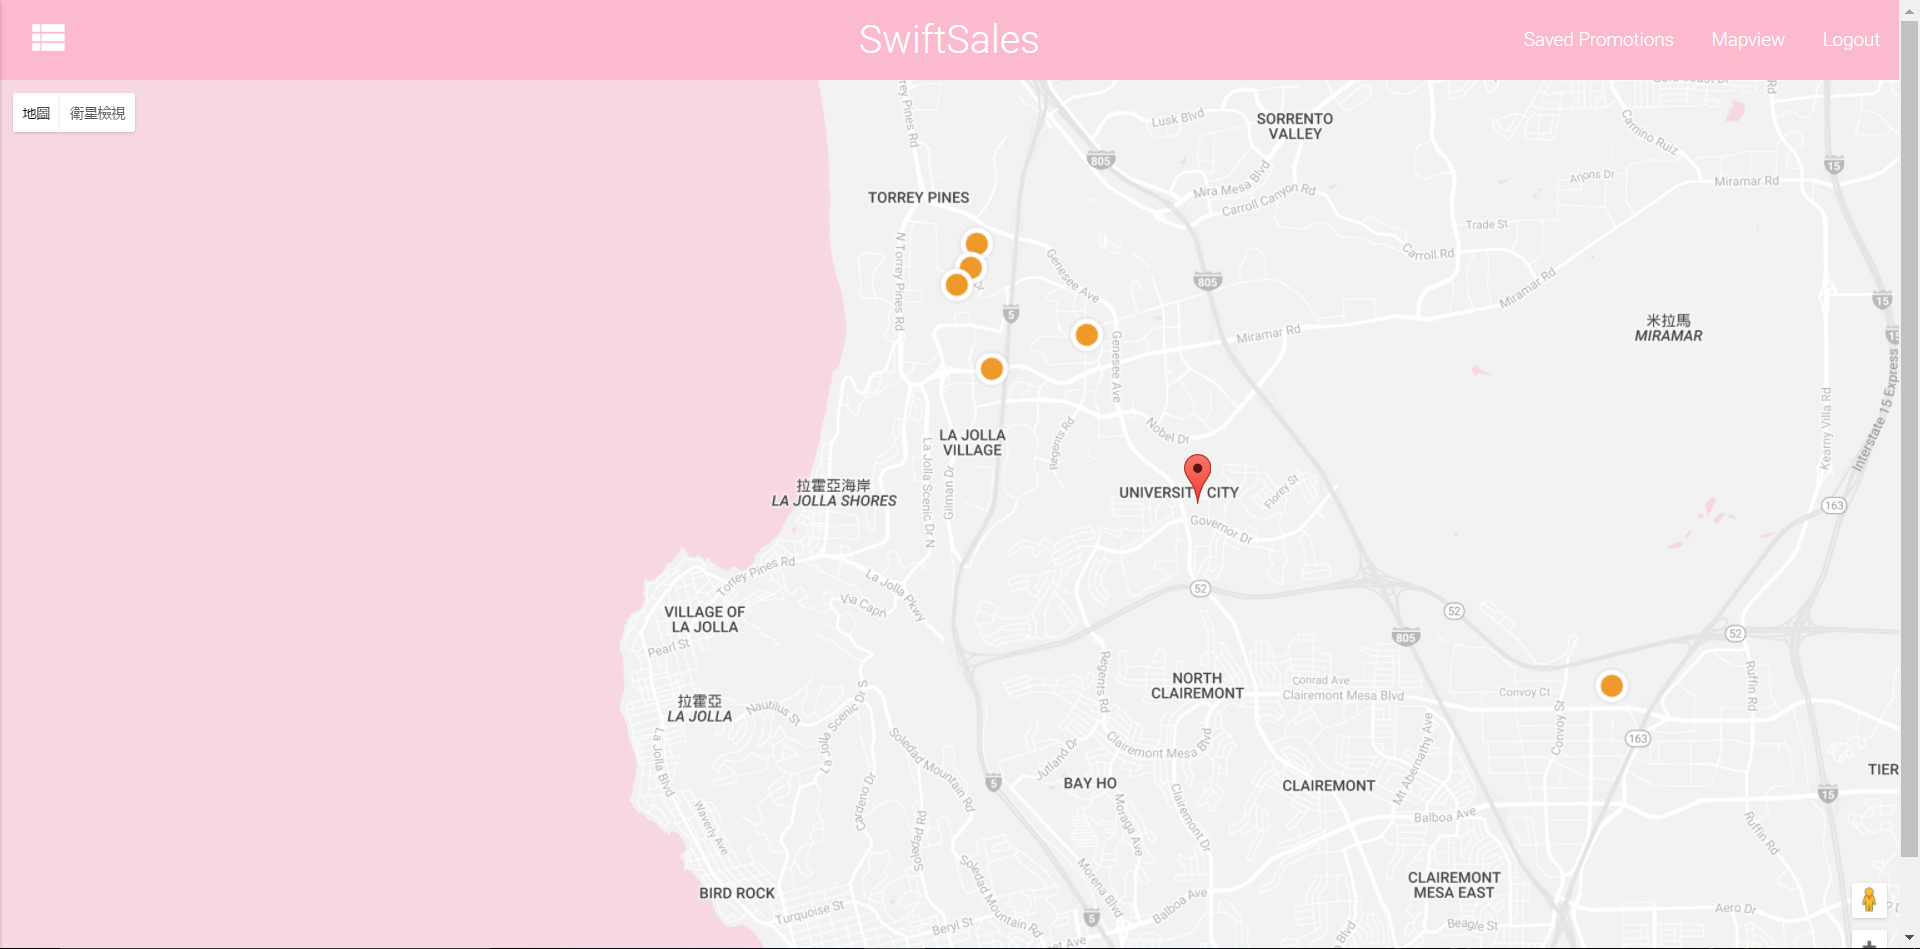 SwiftSales
Saved Promotions
Mapview
Logout
地圖
衛星檢視
Torrey Pines Rd
Lusk Blvd
SORRENTO
VALLEY
Camino Ruiz
805
15
Mira Mesa Blvd
Carroll Canyon Rd
Arjons Dr
Miramar Rd
TORREY PINES
N Torrey Pines Rd
Trade St
Carroll Rd
Genesee Ave
805
Miramar Rd
15
5
米拉馬
MIRAMAR
Miramar Rd
Genesee Ave
15
Interstate 15 Express
Kearny Villa Rd
Nobel Dr
Regents Rd
LA JOLLA
VILLAGE
La Jolla Scenic Dr N
Gilman Dr
拉霍亞海岸
LA JOLLA SHORES
UNIVERSITY CITY
Florey St
Governor Dr
163
Torrey Pines Rd
La Jolla Pkwy
Via Capri
52
52
805
52
VILLAGE OF
LA JOLLA
Pearl St
Regents Rd
NORTH
CLAIREMONT
Conrad Ave
Clairemont Mesa Blvd
Convoy Ct
Ruffin Rd
拉霍亞
LA JOLLA
Nautilus St
La Jolla Scenic Dr S
Soledad Mountain Rd
Clairemont Mesa Blvd
Jutland Dr
Mt Abernathy Ave
Convoy St
163
La Jolla Blvd
5
BAY HO
CLAIREMONT
TIER
15
Cardeno Dr
Waverly Ave
Soledad Rd
Moraga Ave
Clairemont Dr
Balboa Ave
Ruffin Rd
Soledad Mountain Rd
Morena Blvd
BIRD ROCK
CLAIREMONT
MESA EAST
Turquoise St
Beryl St
5
Balboa Ave
Beagle St
Aero Dr